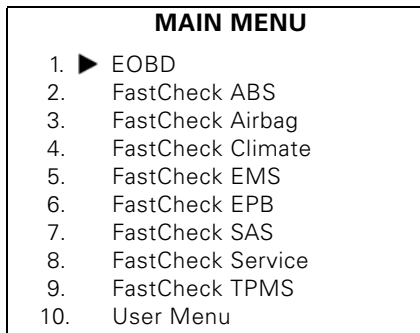 MAIN MENU
1. ▶ EOBD
2. FastCheck ABS
3. FastCheck Airbag
4. FastCheck Climate
5. FastCheck EMS
6. FastCheck EPB
7. FastCheck SAS
8. FastCheck Service
9. FastCheck TPMS
10. User Menu